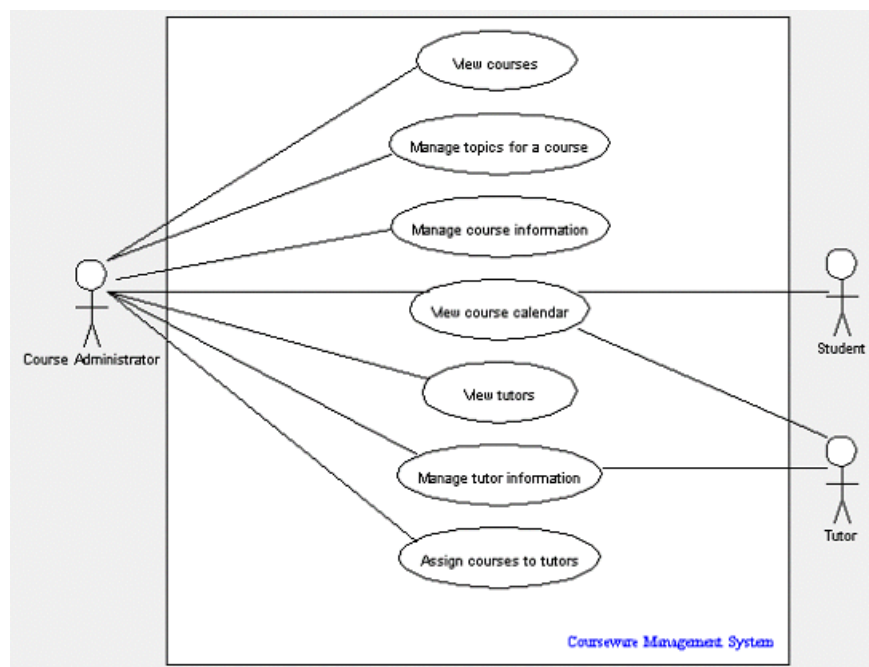 View courses
Manage topics for a course
Manage course information
View course calendar
Course Administrator
Student
View tutors
Manage tutor information
Tutor
Assign courses to tutors
Courseware Management System